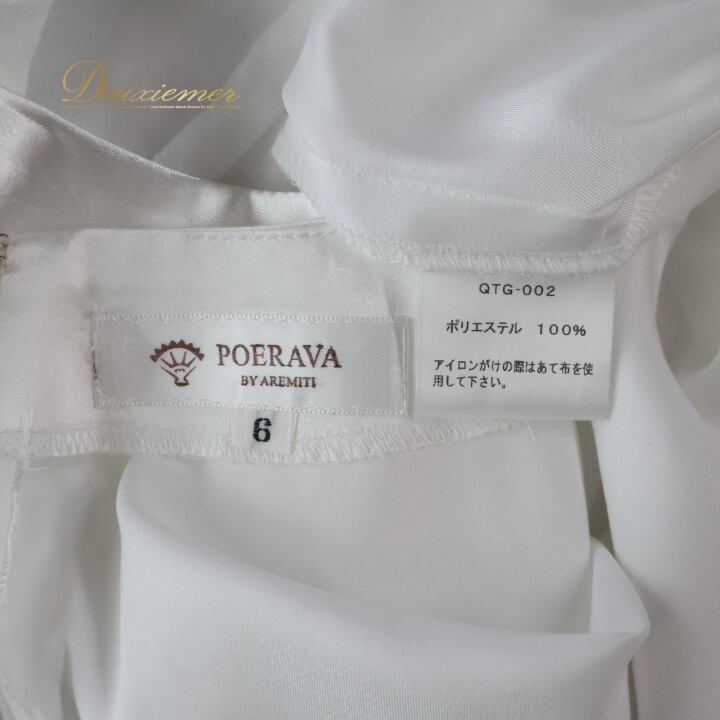 Deuxiemer
QTG-002
ポリエステル 100%
アイロンがけの際はあて布を使
用して下さい。
POERAVA
BY AREMITI
6